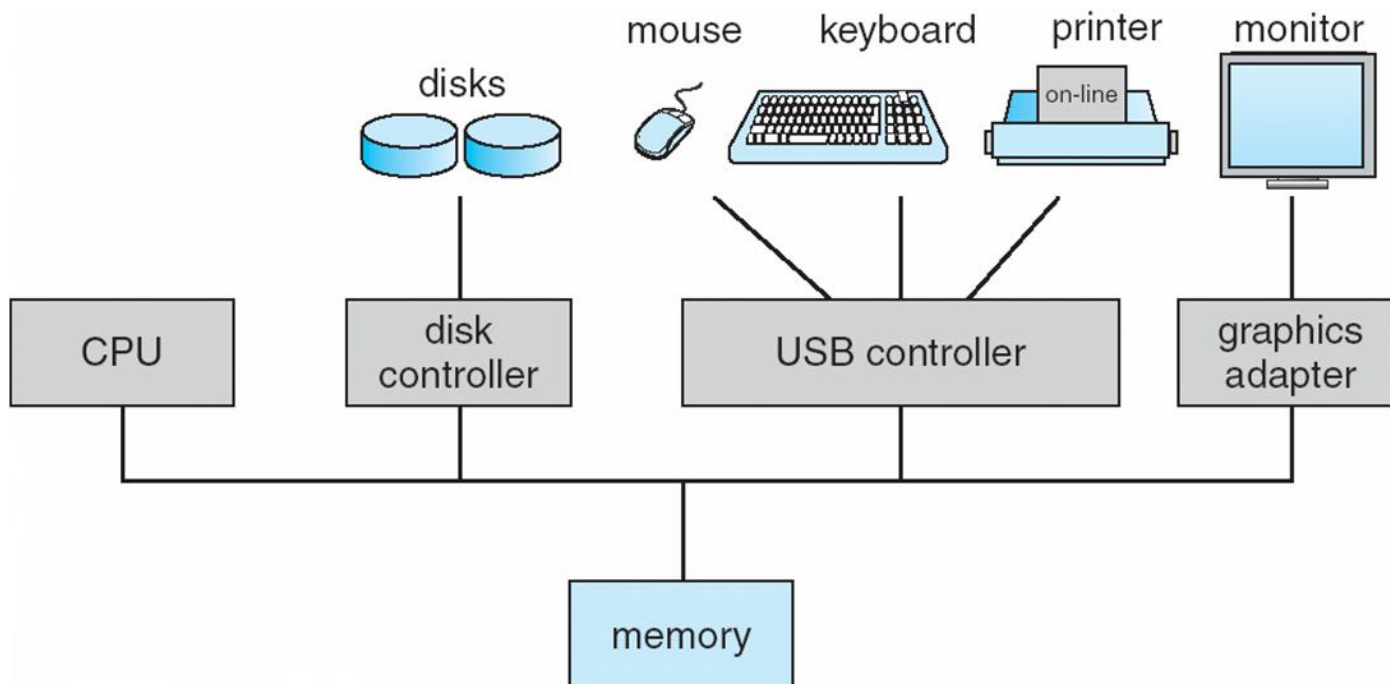 mouse
keyboard
printer
monitor
disks
on-line
CPU
disk
controller
USB controller
graphics
adapter
memory